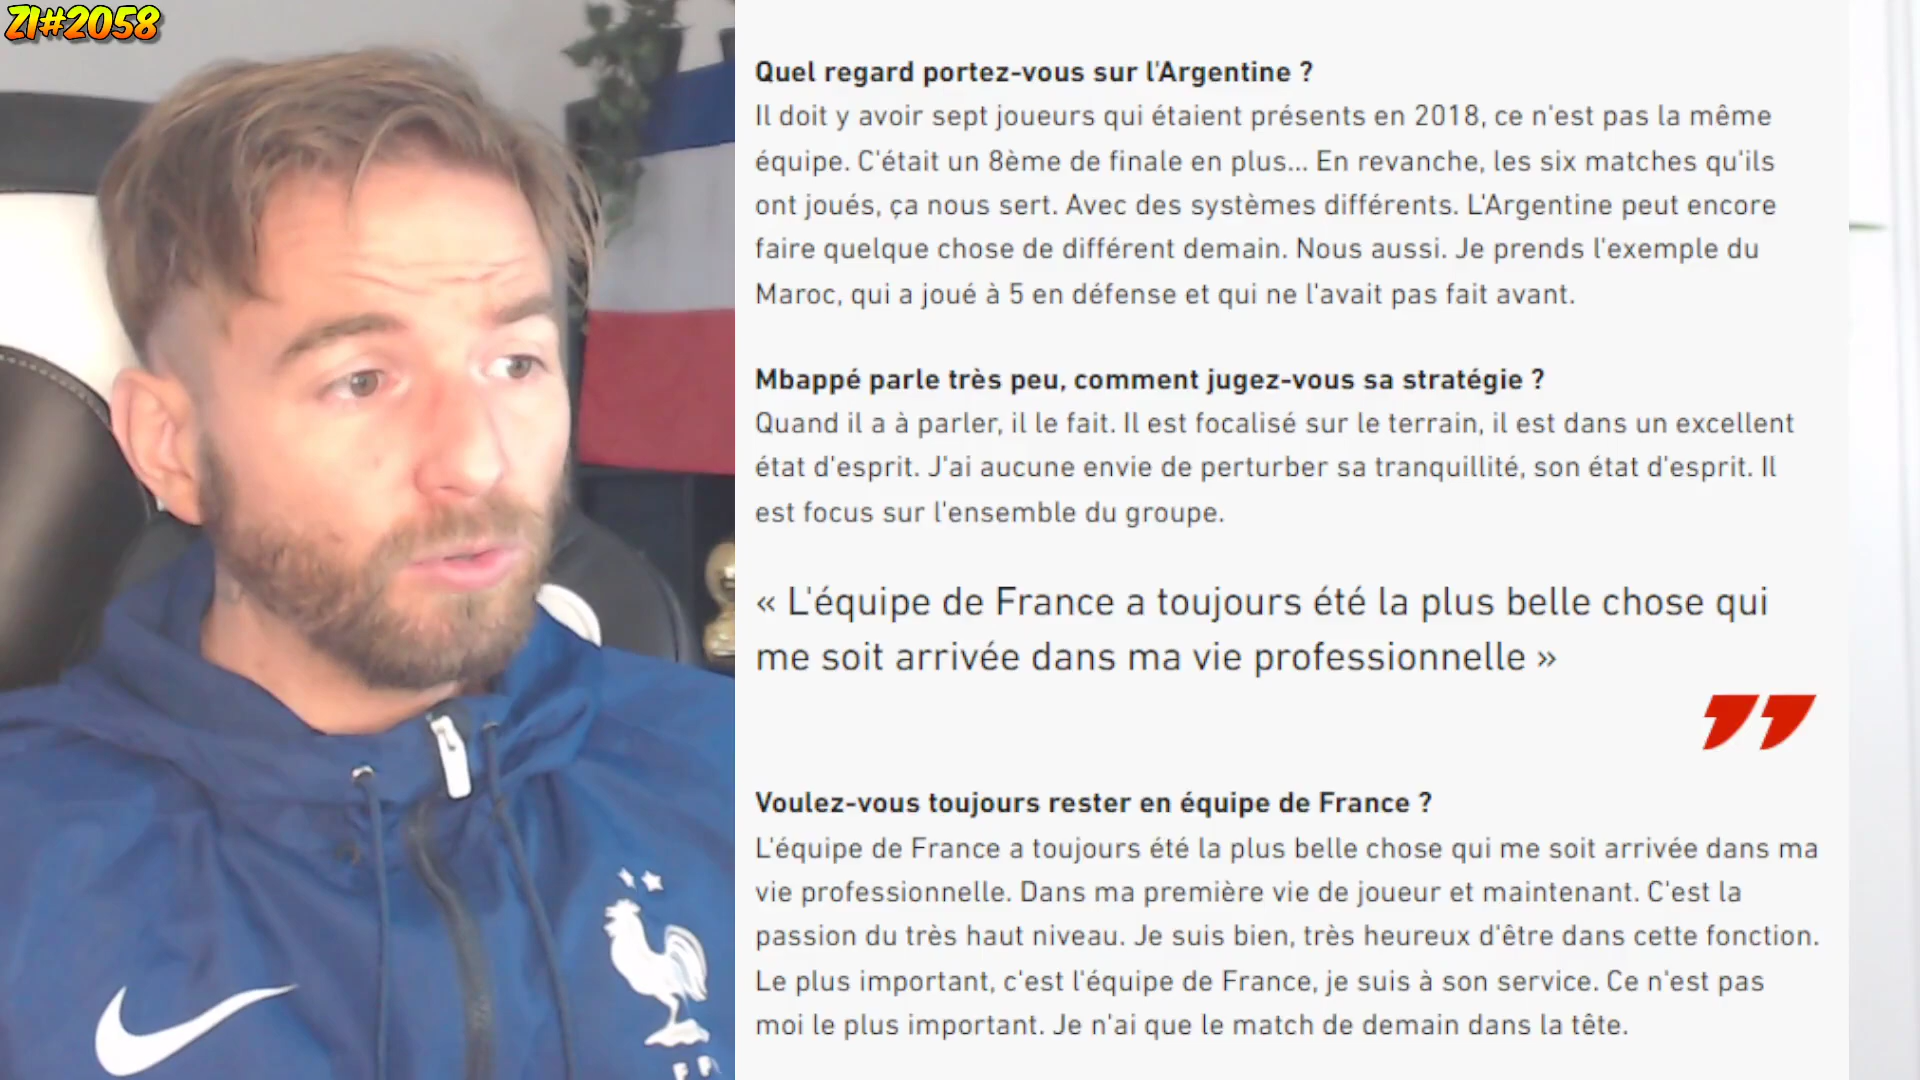 ZI#2058
Quel regard portez-vous sur l'Argentine ?
Il doit y avoir sept joueurs qui étaient présents en 2018, ce n'est pas la même
équipe. C'était un 8ème de finale en plus... En revanche, les six matches qu'ils
ont joués, ça nous sert. Avec des systèmes différents. L'Argentine peut encore
faire quelque chose de différent demain. Nous aussi. Je prends l'exemple du
Maroc, qui a joué à 5 en défense et qui ne l'avait pas fait avant.
Mbappé parle très peu, comment jugez-vous sa stratégie ?
Quand il a à parler, il le fait. Il est focalisé sur le terrain, il est dans un excellent
état d'esprit. J'ai aucune envie de perturber sa tranquillité, son état d'esprit. Il
est focus sur l'ensemble du groupe.
« L'équipe de France a toujours été la plus belle chose qui
me soit arrivée dans ma vie professionnelle »
Voulez-vous toujours rester en équipe de France ?
L'équipe de France a toujours été la plus belle chose qui me soit arrivée dans ma
vie professionnelle. Dans ma première vie de joueur et maintenant. C'est la
passion du très haut niveau. Je suis bien, très heureux d'être dans cette fonction.
Le plus important, c'est l'équipe de France, je suis à son service. Ce n'est pas
moi le plus important. Je n'ai que le match de demain dans la tête.